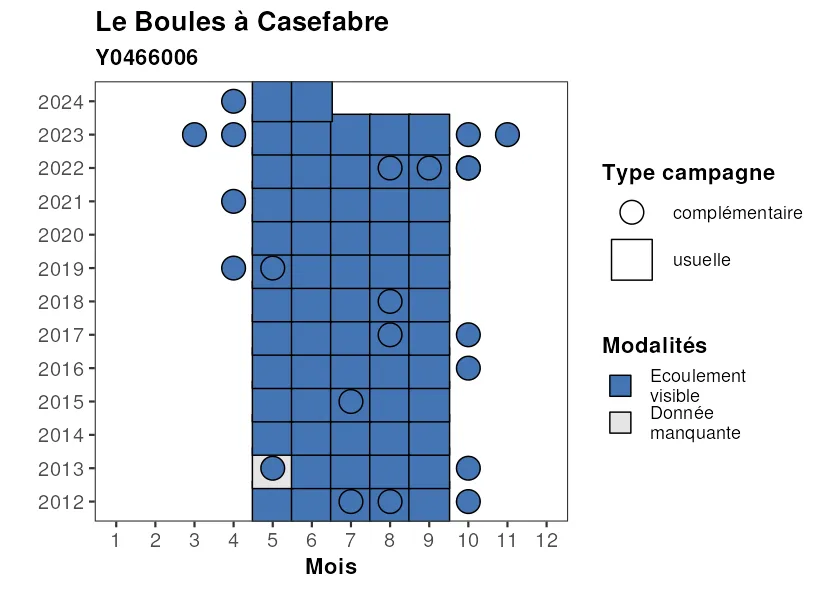 Le Boules à Casefabre
Y0466006
2024
2023
2022
2021
2020
2019
2018
2017
2016
2015
2014
2013
2012
1 2 3 4 5 6 7 8 9 10 11 12
Mois
Type campagne
complémentaire
usuelle
Modalités
Ecoulement
visible
Donnée
manquante